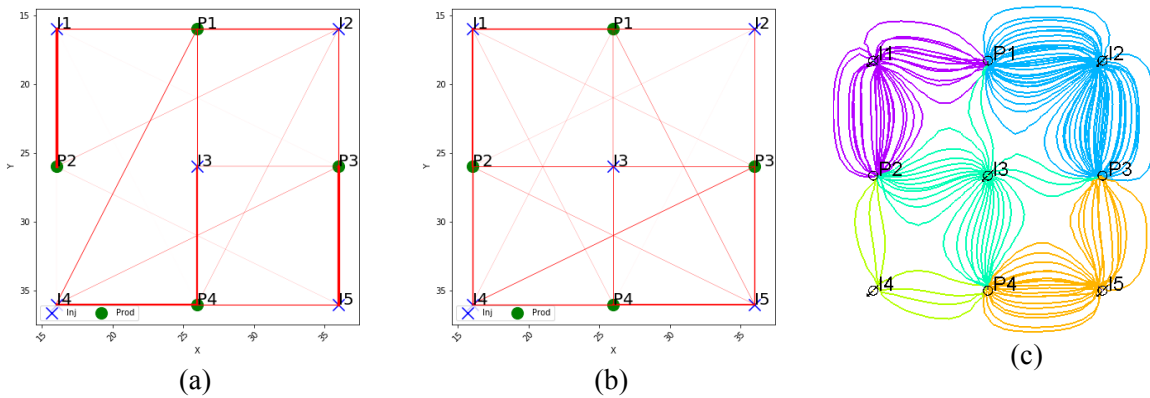 I1 P1 I2
15
20
Y
25
P2 I3 P3
30
35
I4 P4 I5
Inj Prod
15 20 25 30 35
X
(a)
I1 P1 I2
15
20
Y
25
P2 I3 P3
30
35
I4 P4 I5
Inj Prod
15 20 25 30 35
X
(b)
I1 P1 I2
P2 I3 P3
I4 P4 I5
(c)